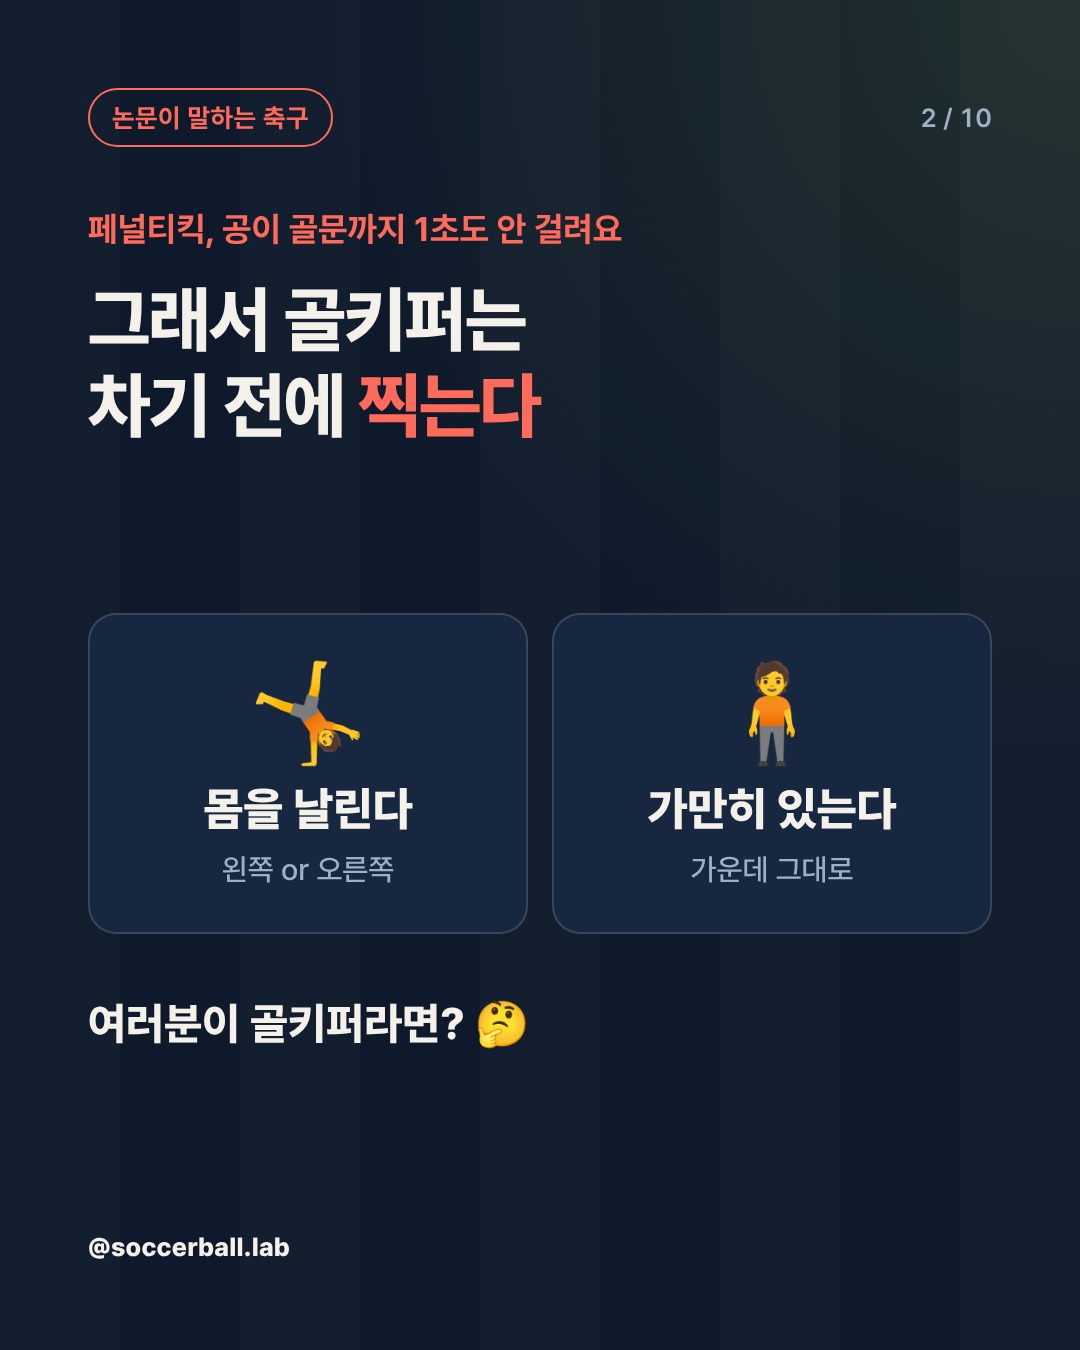 논문이 말하는 축구
2 / 10
페널티킥, 공이 골문까지 1초도 안 걸려요
그래서 골키퍼는
차기 전에 찍는다
몸을 날린다
왼쪽 or 오른쪽
가만히 있는다
가운데 그대로
여러분이 골키퍼라면? 🤔
@soccerball.lab